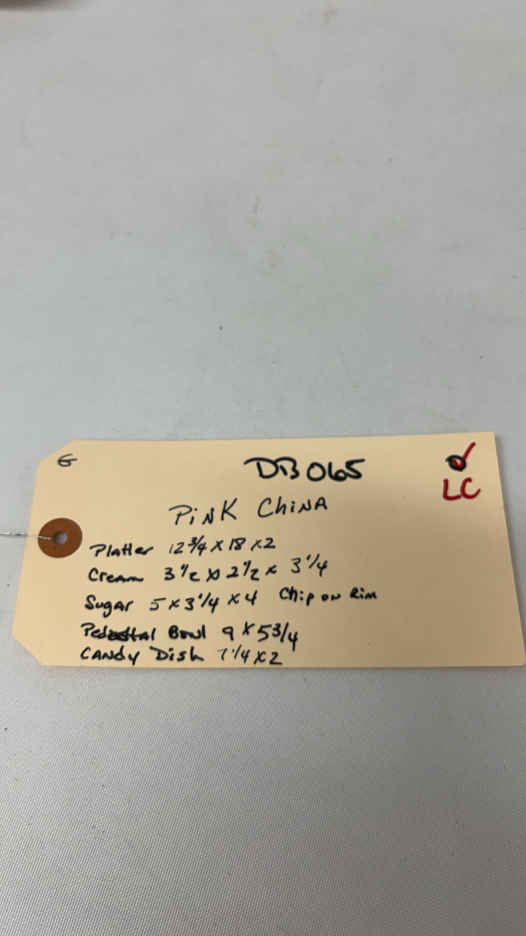 G
DB065
LC
PiNK CHiNA
Platter 12 3/4 x 18 x 2
Cream 3 1/2 x 2 1/2 x 3 1/4
Sugar 5 x 3 1/4 x 4 Chip on Rim
Pedestal Bowl 9 x 5 3/4
CANDy Dish 7 1/4 x 2